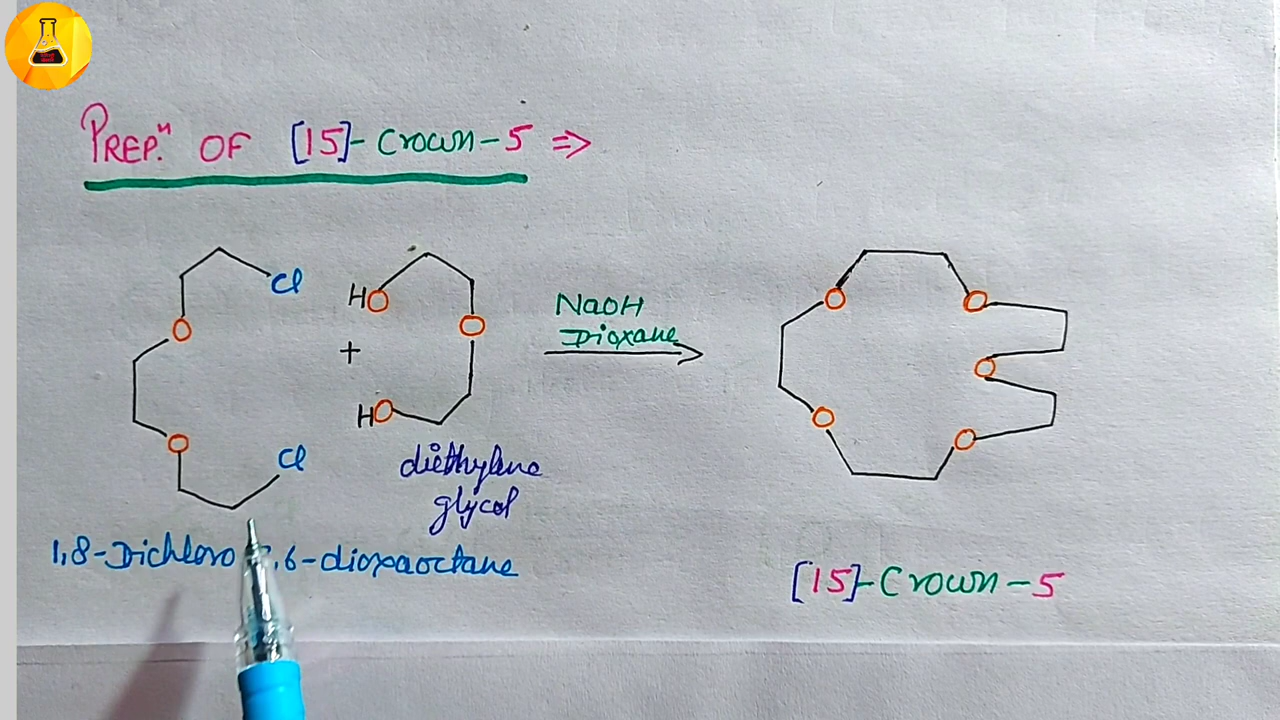 PREPⁿ. OF [15]-Crown-5 ⇒
Cl
O
O
Cl
+
HO
O
HO
diethylene
glycol
NaOH
Dioxane
O
O
O
O
O
1,8-Dichloro ,6-dioxaoctane
[15]-Crown-5